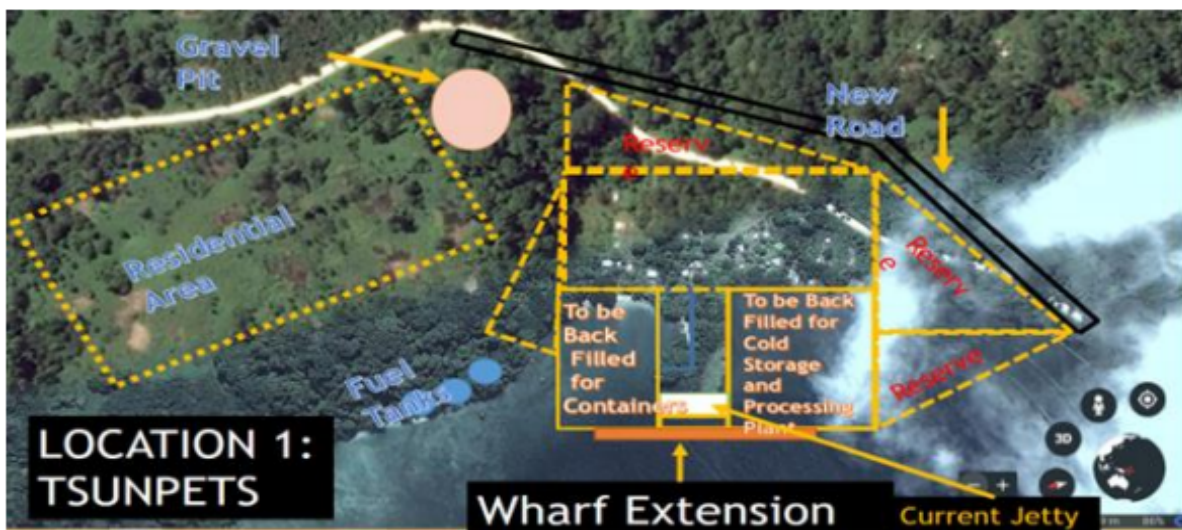 Gravel
Pit
New
Road
Reserv
e
Residential
Area
Reserv
e
Reserve
To be
Back
Filled
for
Containers
To be Back
Filled for
Cold
Storage
and
Processing
Plant
Fuel
Tanks
LOCATION 1:
TSUNPETS
3D
Wharf Extension
Current Jetty